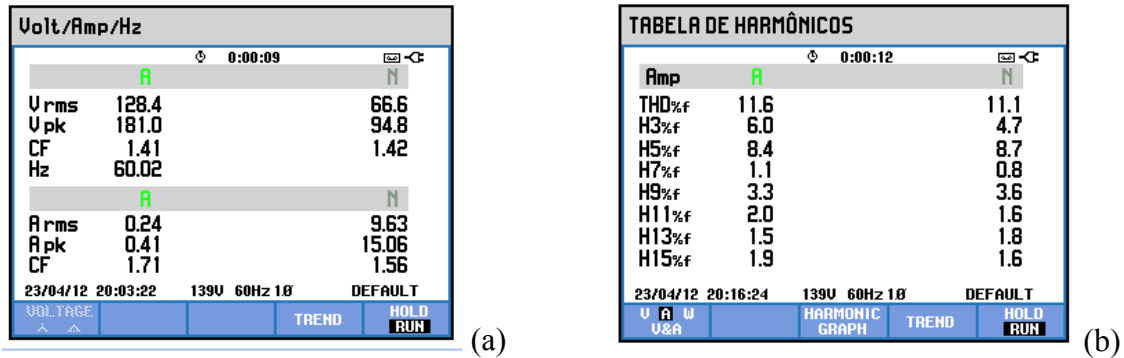 Volt/Amp/Hz
0:00:09
A N
Vrms 128.4 66.6
Vpk 181.0 94.8
CF 1.41 1.42
Hz 60.02
A N
Arms 0.24 9.63
Apk 0.41 15.06
CF 1.71 1.56
23/04/12 20:03:22 139V 60Hz 1Ø DEFAULT
VOLTAGE TREND HOLD
RUN
(a)
TABELA DE HARMÔNICOS
0:00:12
Amp A N
THD%f 11.6 11.1
H3%f 6.0 4.7
H5%f 8.4 8.7
H7%f 1.1 0.8
H9%f 3.3 3.6
H11%f 2.0 1.6
H13%f 1.5 1.8
H15%f 1.9 1.6
23/04/12 20:16:24 139V 60Hz 1Ø DEFAULT
V A W HARMONIC TREND HOLD
V&A GRAPH RUN
(b)